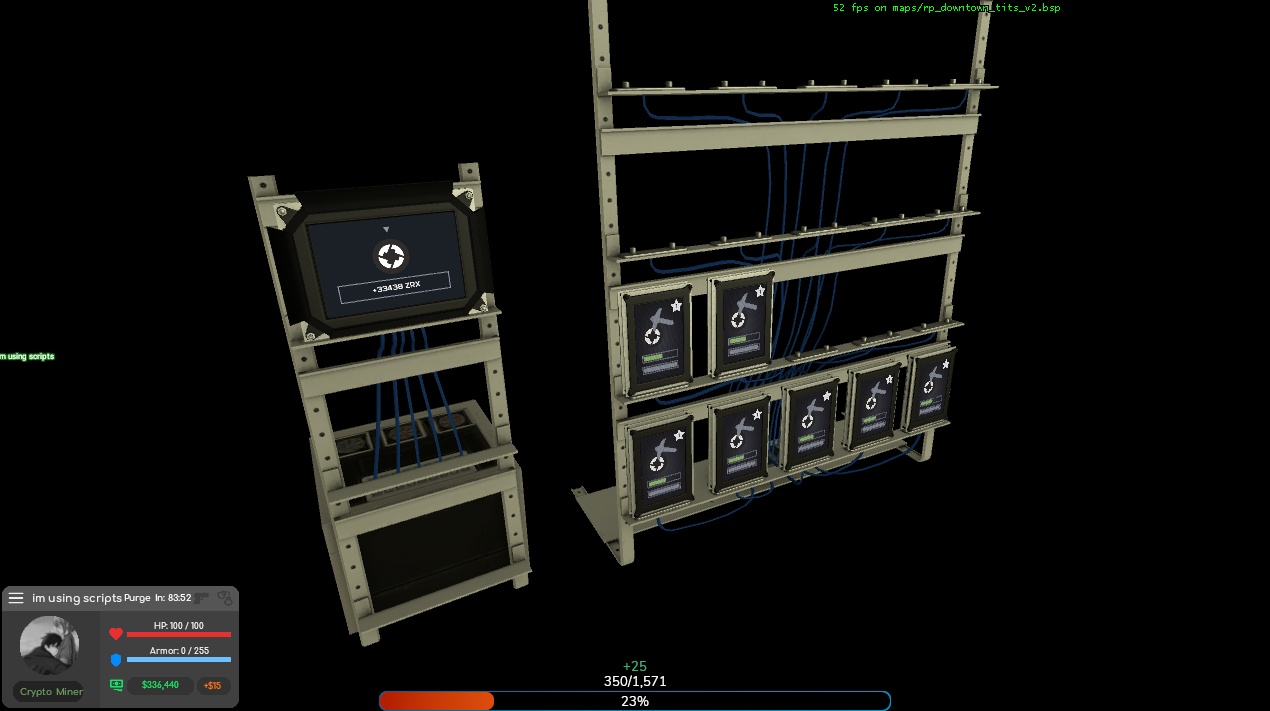 52 fps on maps/rp_downtown_tits_v2.bsp
+33438 ZRX
m using scripts
im using scripts Purge In: 83:52
HP: 100 / 100
Armor: 0 / 255
Crypto Miner
$336,440
+$15
+25
350/1,571
23%